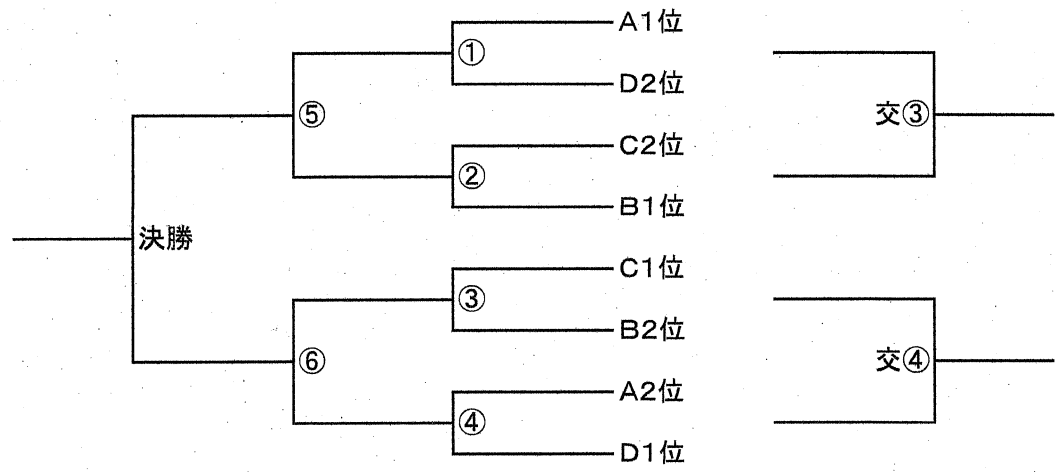 A1位
①
D2位
⑤
交③
C2位
②
B1位
決勝
C1位
③
B2位
⑥
交④
A2位
④
D1位